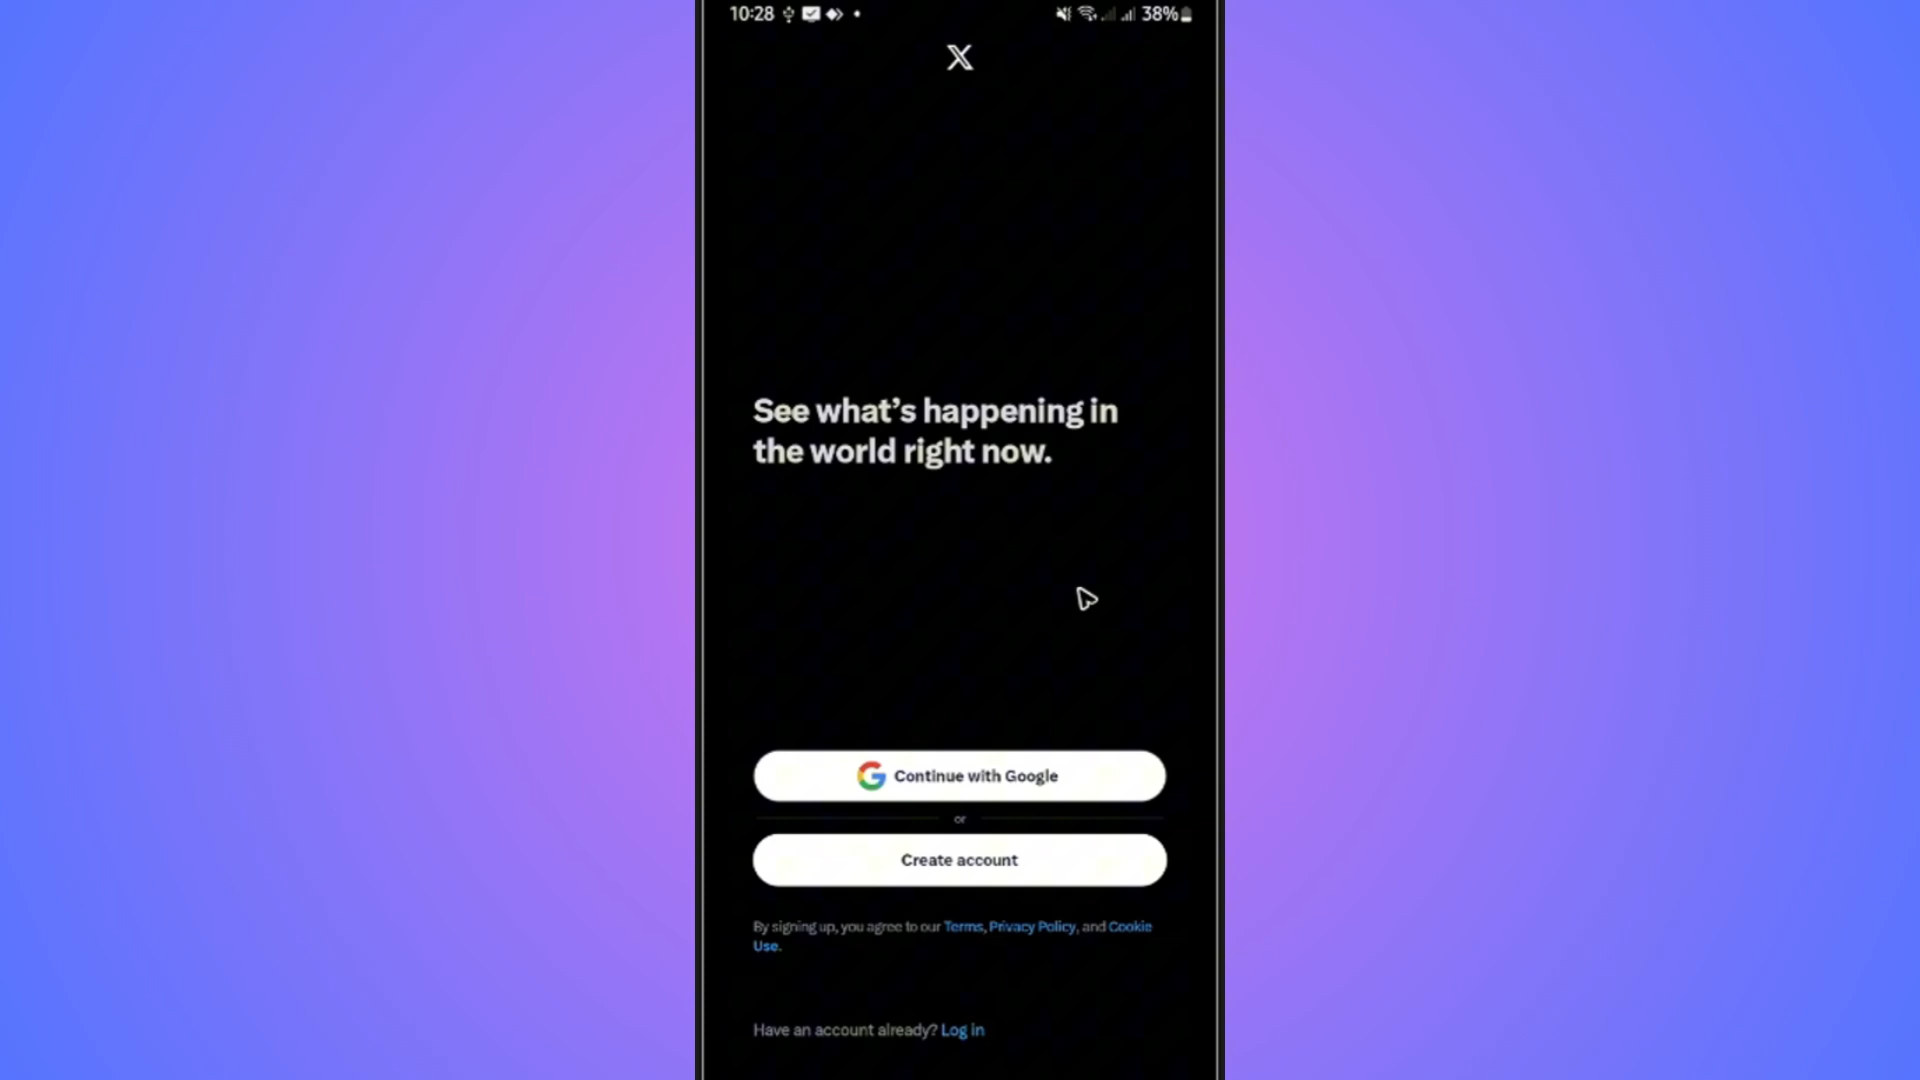 10:28 38%
X
See what's happening in
the world right now.
Continue with Google
or
Create account
By signing up, you agree to our Terms, Privacy Policy, and Cookie
Use.
Have an account already? Log in